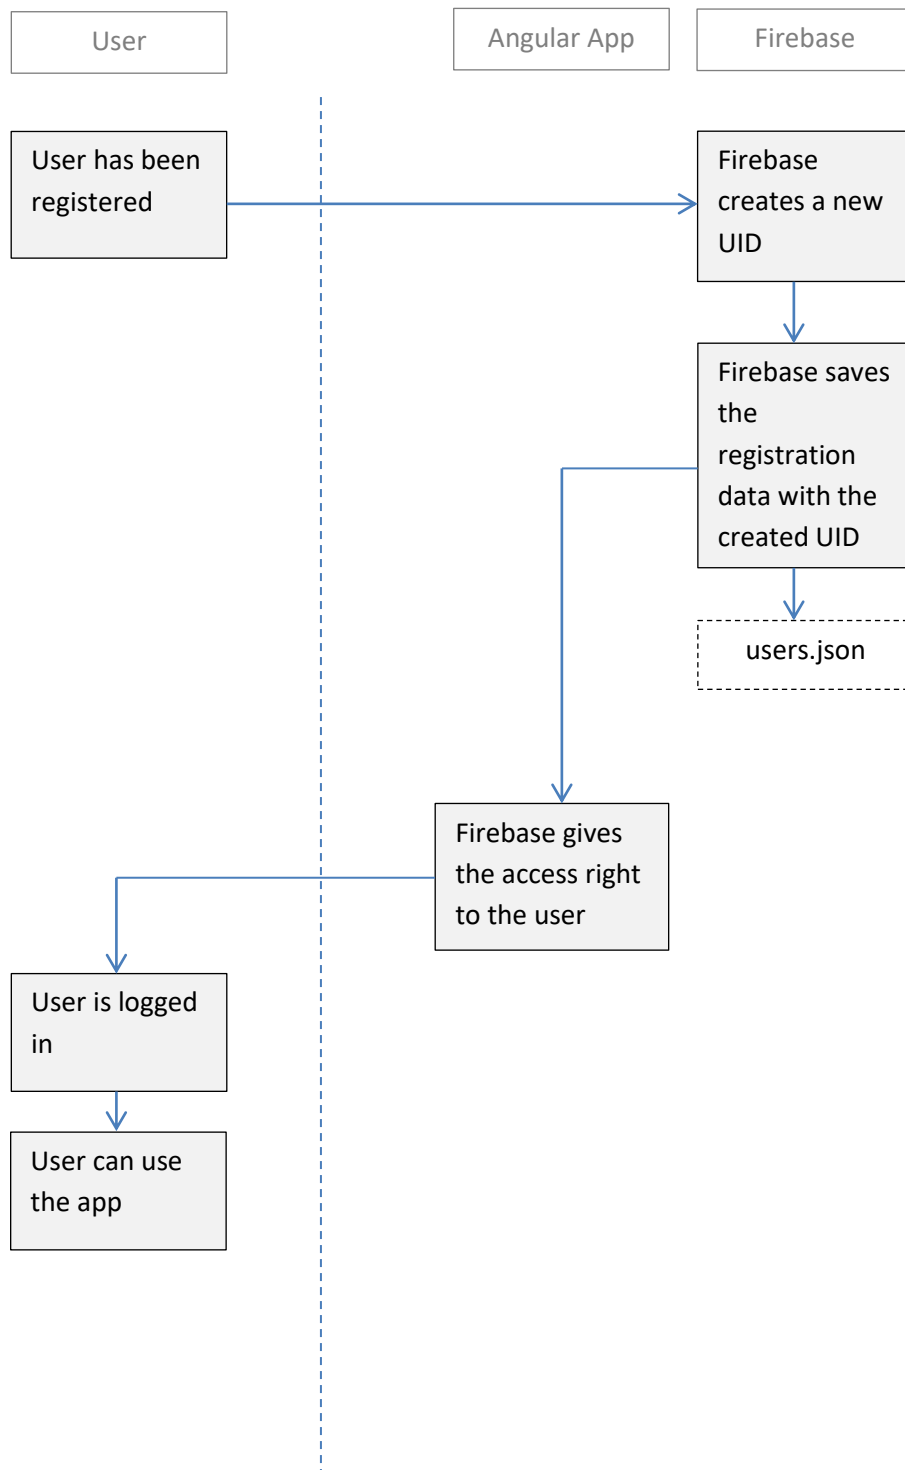 User
Angular App
Firebase
User has been
registered
Firebase
creates a new
UID
Firebase saves
the
registration
data with the
created UID
users.json
Firebase gives
the access right
to the user
User is logged
in
User can use
the app